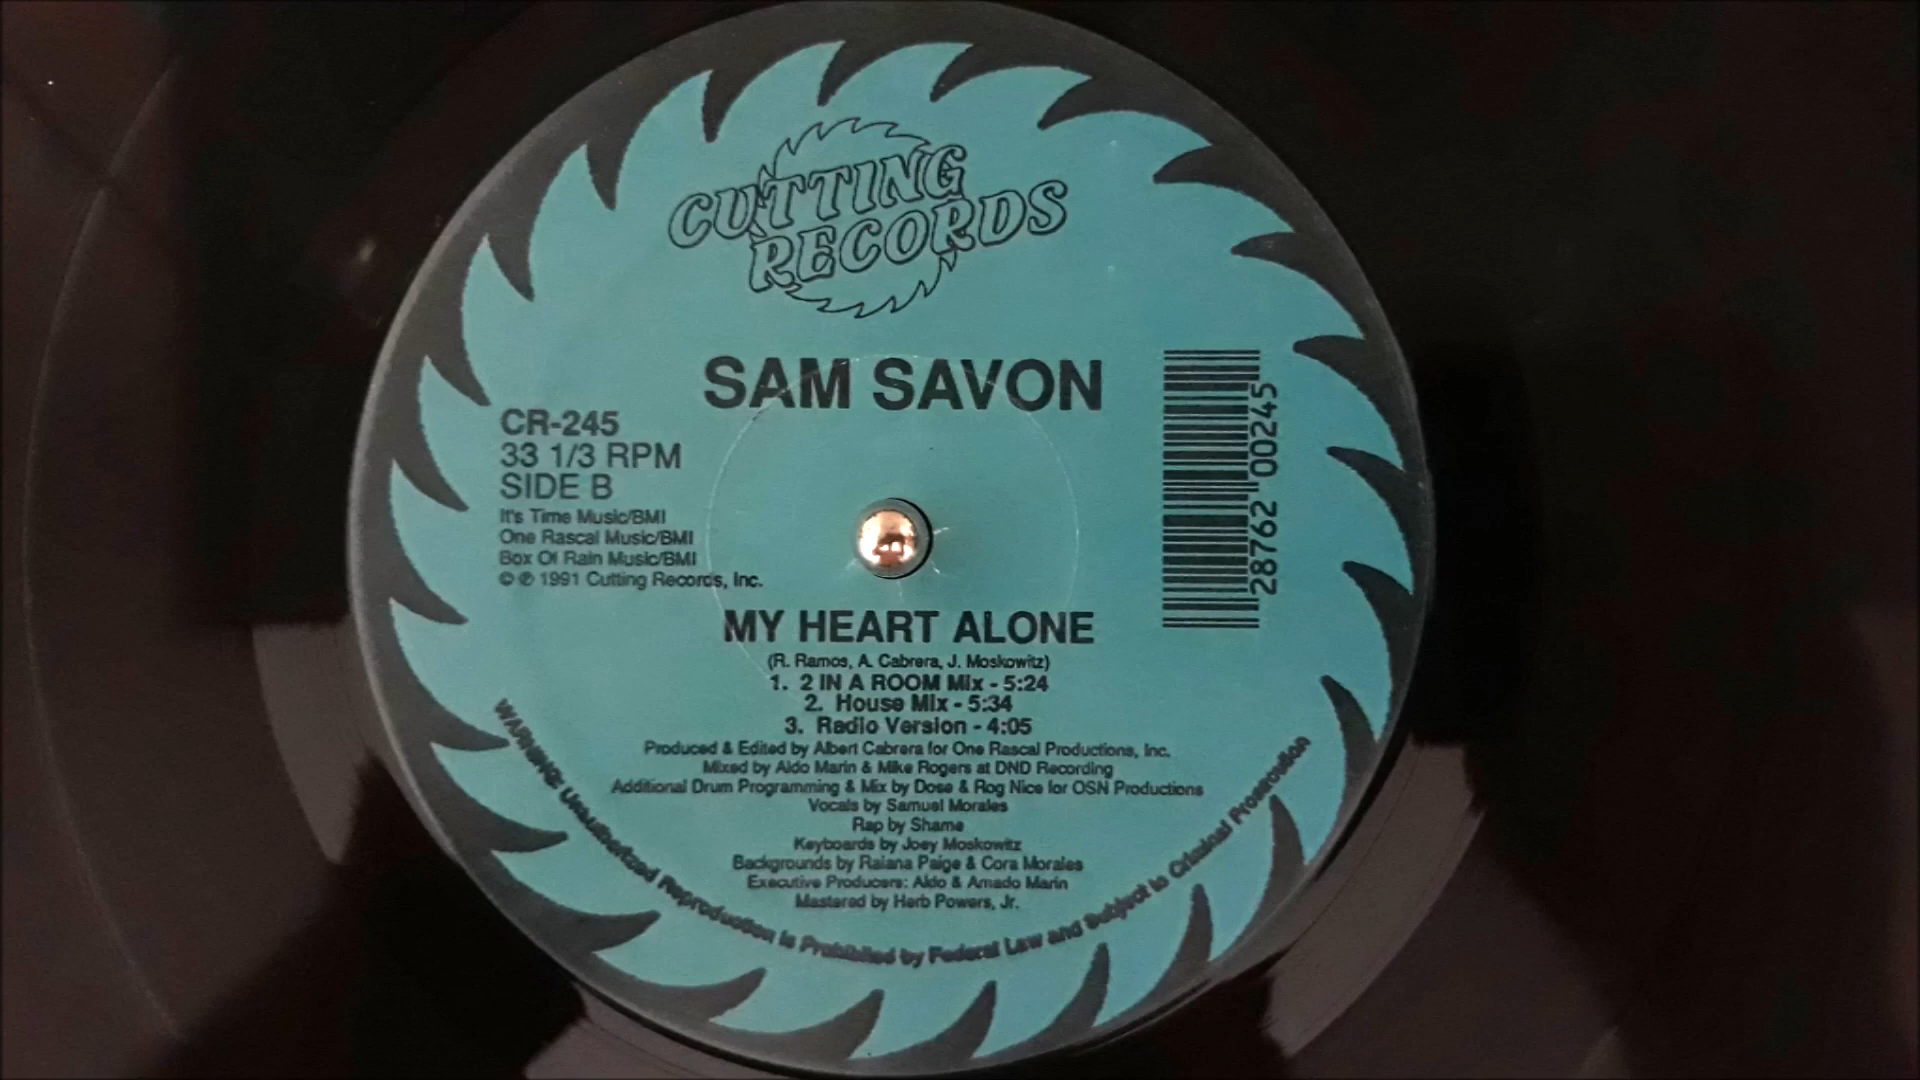 CUTTING
RECORDS
SAM SAVON
CR-245
33 1/3 RPM
SIDE B
It's Time Music/BMI
One Rascal Music/BMI
Box Of Rain Music/BMI
© ℗ 1991 Cutting Records, Inc.
28762 00245
MY HEART ALONE
(R. Ramos, A. Cabrera, J. Moskowitz)
1. 2 IN A ROOM Mix - 5:24
2. House Mix - 5:34
3. Radio Version - 4:05
Produced & Edited by Albert Cabrera for One Rascal Productions, Inc.
Mixed by Aldo Marin & Mike Rogers at DND Recording
Additional Drum Programming & Mix by Dose & Rog Nice for OSN Productions
Vocals by Samuel Morales
Rap by Shame
Keyboards by Joey Moskowitz
Backgrounds by Raiana Paige & Cora Morales
Executive Producers: Aldo & Amado Marin
Mastered by Herb Powers, Jr.
WARNING: Unauthorized Reproduction is Prohibited by Federal Law and Subject to Criminal Prosecution